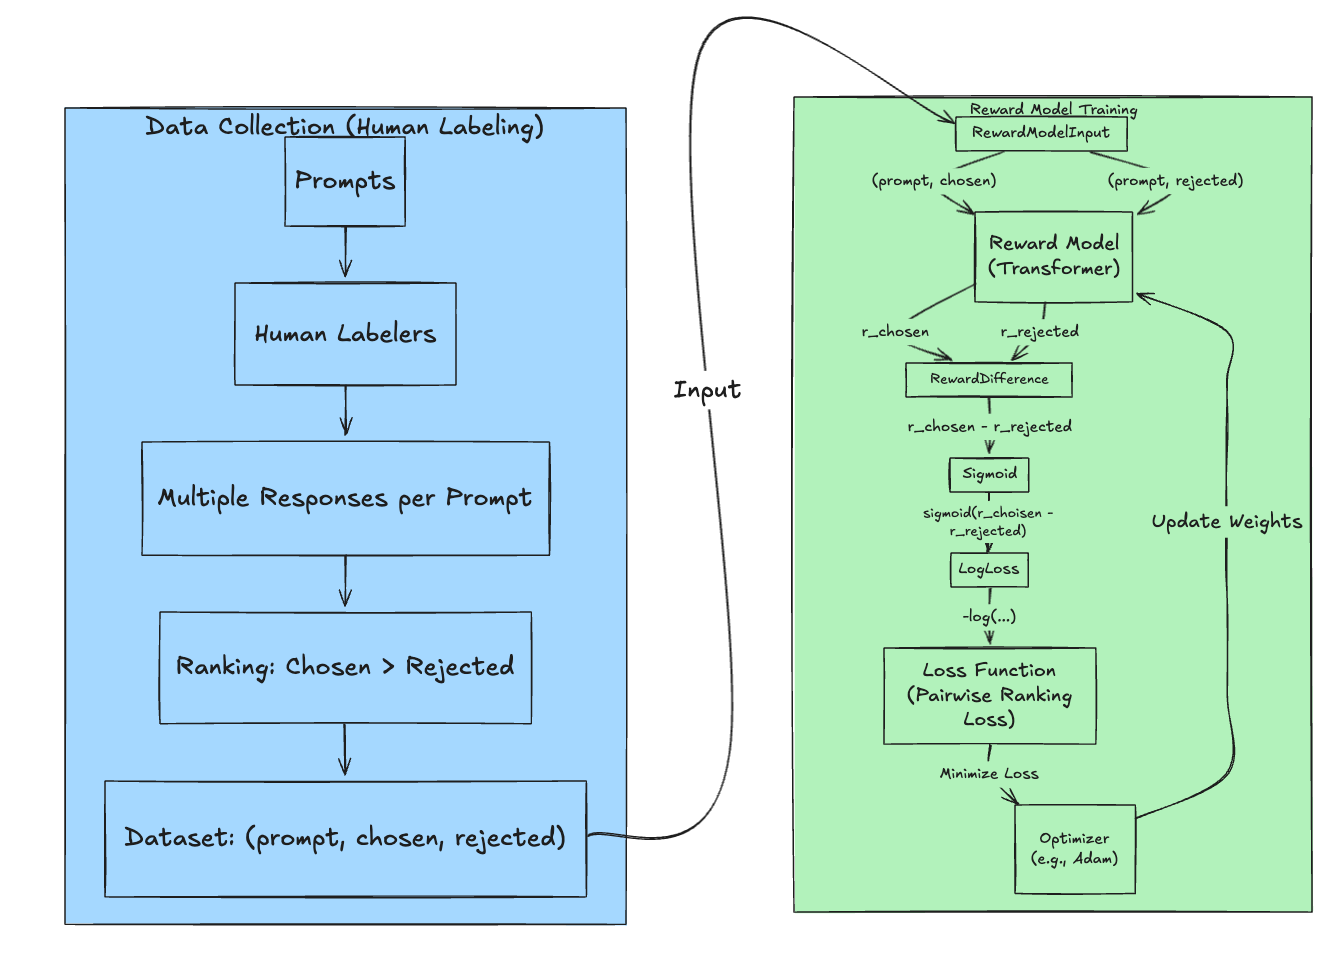 Data Collection (Human Labeling)
Prompts
Human Labelers
Multiple Responses per Prompt
Ranking: Chosen > Rejected
Dataset: (prompt, chosen, rejected)
Input
Reward Model Training
RewardModelInput
(prompt, chosen)
(prompt, rejected)
Reward Model
(Transformer)
r_chosen
r_rejected
RewardDifference
r_chosen - r_rejected
Sigmoid
sigmoid(r_choisen -
r_rejected)
LogLoss
-log(...)
Loss Function
(Pairwise Ranking
Loss)
Minimize Loss
Optimizer
(e.g., Adam)
Update Weights